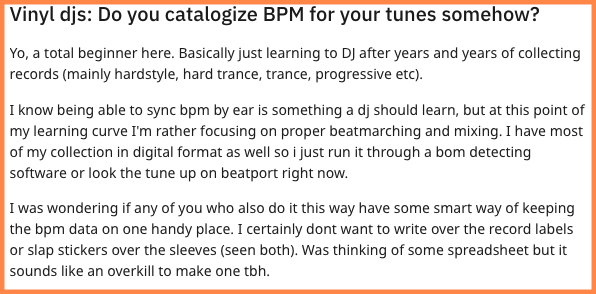 Vinyl djs: Do you catalogize BPM for your tunes somehow?
Yo, a total beginner here. Basically just learning to DJ after years and years of collecting
records (mainly hardstyle, hard trance, trance, progressive etc).
I know being able to sync bpm by ear is something a dj should learn, but at this point of
my learning curve I'm rather focusing on proper beatmarching and mixing. I have most
of my collection in digital format as well so i just run it through a bom detecting
software or look the tune up on beatport right now.
I was wondering if any of you who also do it this way have some smart way of keeping
the bpm data on one handy place. I certainly dont want to write over the record labels
or slap stickers over the sleeves (seen both). Was thinking of some spreadsheet but it
sounds like an overkill to make one tbh.